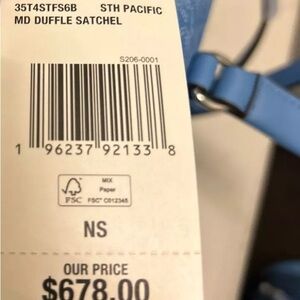 35T4STFS6B STH PACIFIC
MD DUFFLE SATCHEL
S206-0001
1 96237 92133 8
FSC
MIX
Paper
FSC® C012345
NS
OUR PRICE
$678.00